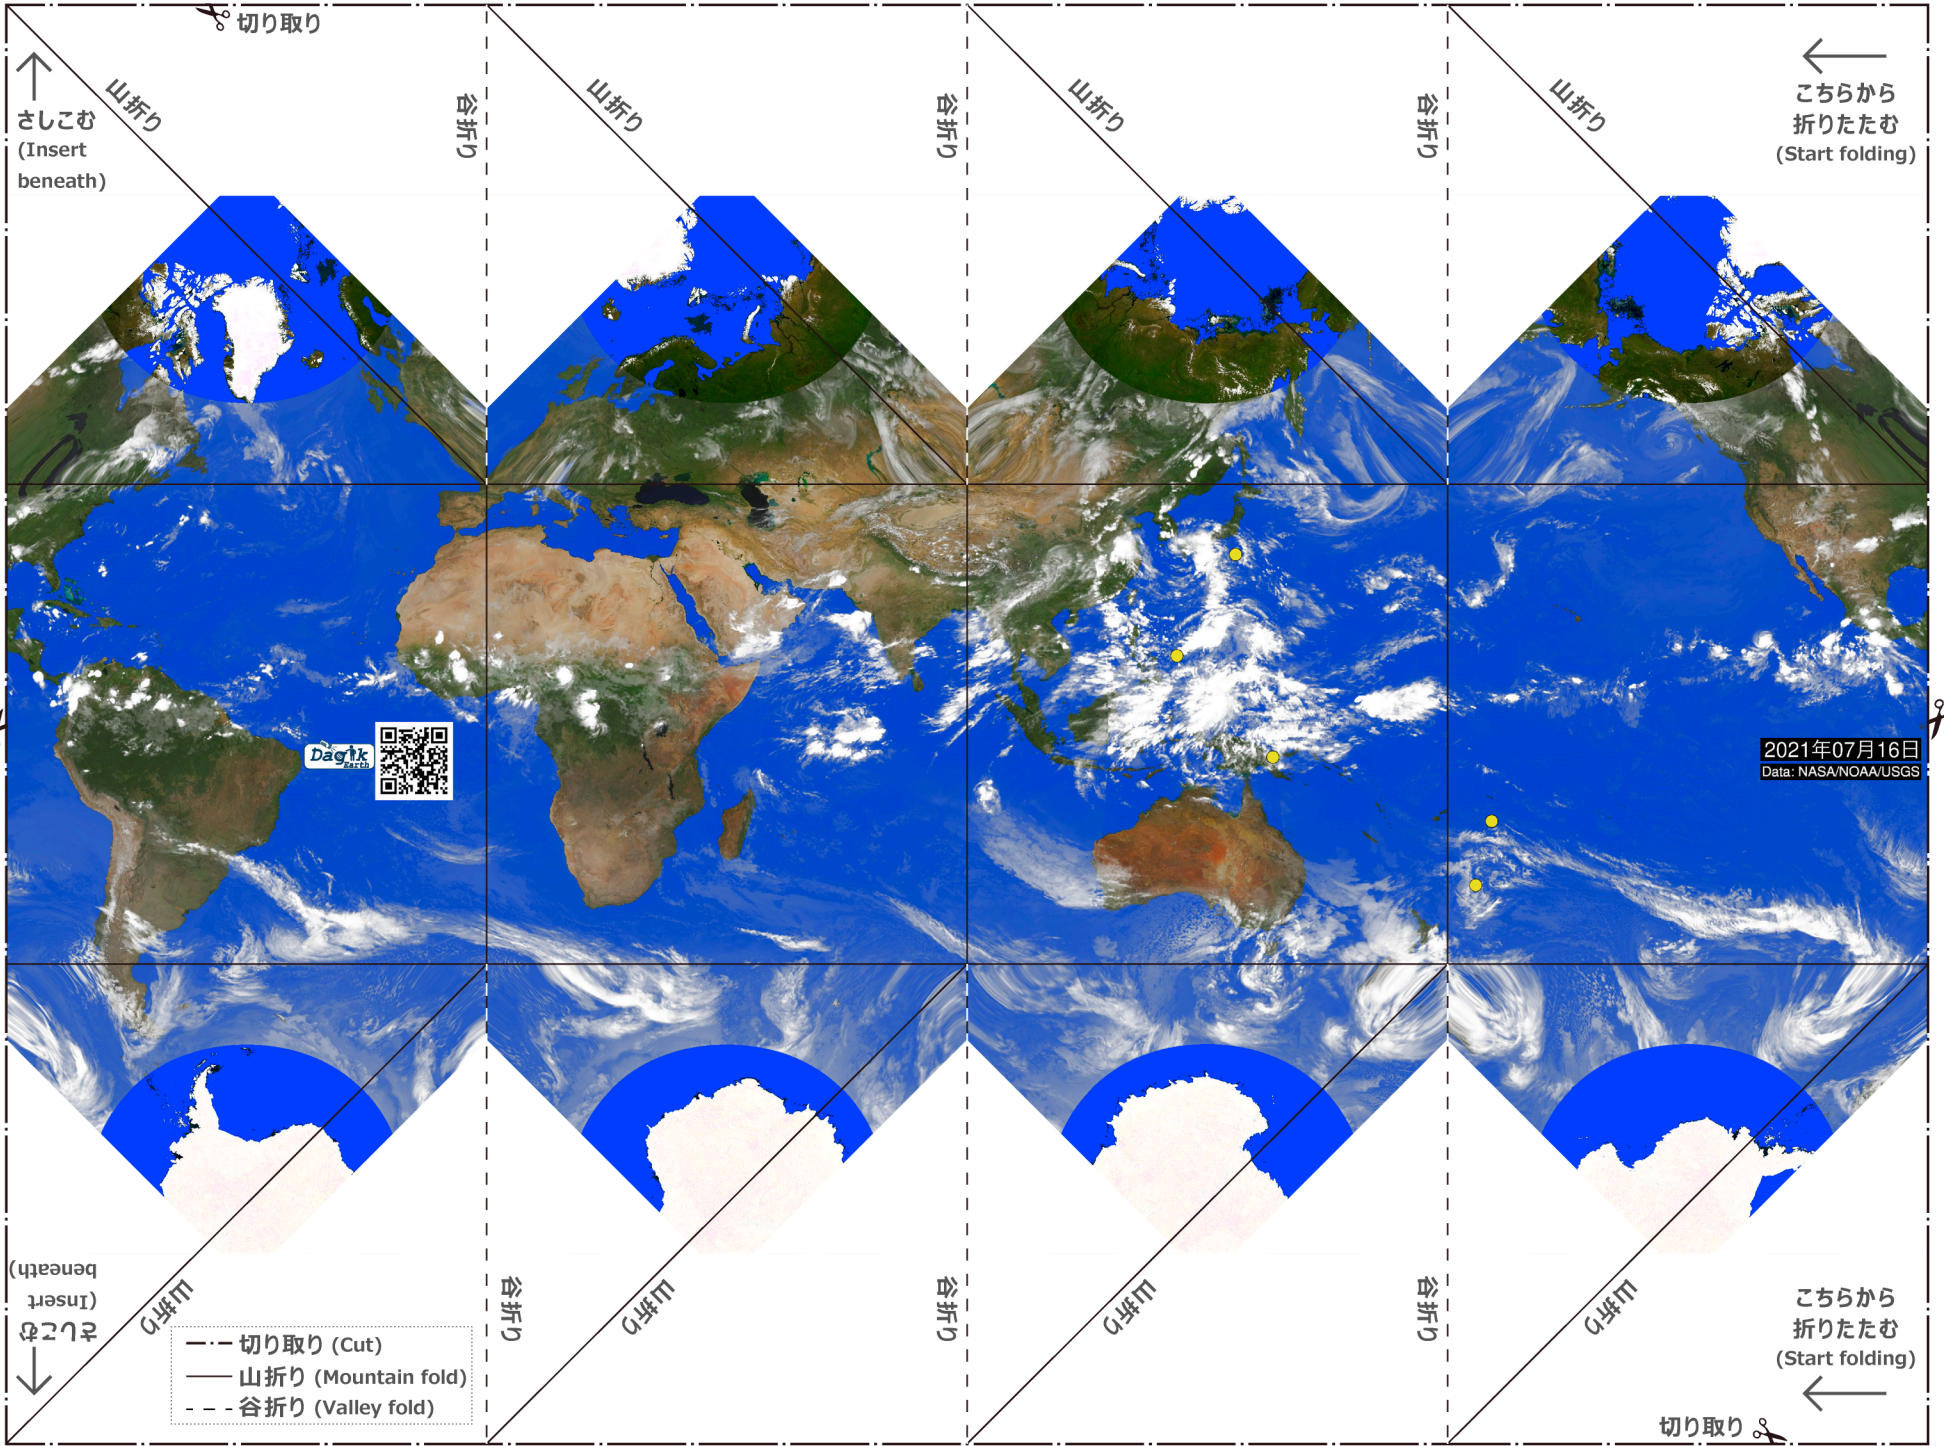 切り取り
さしこむ
(Insert
beneath)
山折り
谷折り
山折り
谷折り
山折り
谷折り
山折り
こちらから
折りたたむ
(Start folding)
Dagik
Earth
2021年07月16日
Data: NASA/NOAA/USGS
さしこむ
(Insert
beneath)
山折り
谷折り
山折り
谷折り
山折り
谷折り
山折り
こちらから
折りたたむ
(Start folding)
切り取り (Cut)
山折り (Mountain fold)
谷折り (Valley fold)
切り取り